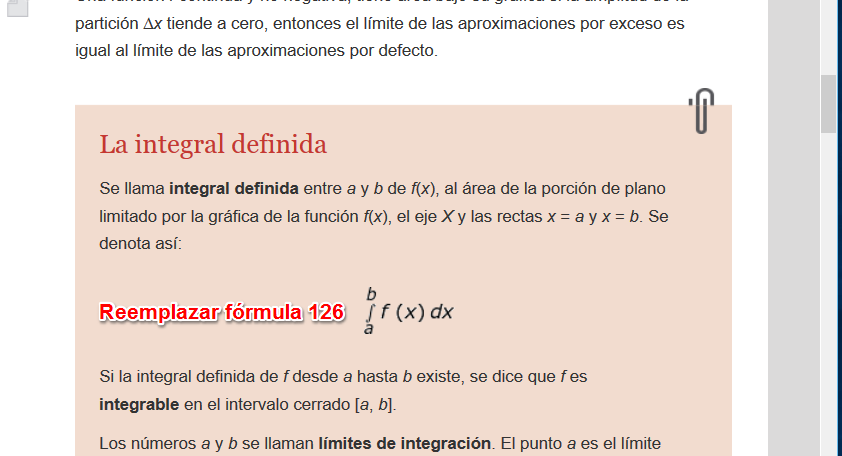 partición Δx tiende a cero, entonces el límite de las aproximaciones por exceso es
igual al límite de las aproximaciones por defecto.
La integral definida
Se llama integral definida entre a y b de f(x), al área de la porción de plano
limitado por la gráfica de la función f(x), el eje X y las rectas x = a y x = b. Se
denota así:
Reemplazar fórmula 126 ∫ₐᵇ f (x) dx
Si la integral definida de f desde a hasta b existe, se dice que f es
integrable en el intervalo cerrado [a, b].
Los números a y b se llaman límites de integración. El punto a es el límite